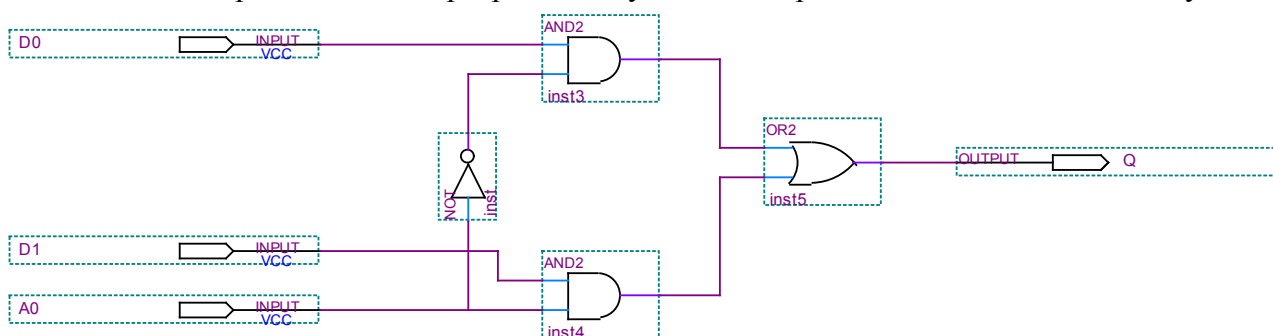 AND2
D0 INPUT
VCC
inst3
OR2
OUTPUT Q
NOT inst
inst5
D1 INPUT
VCC
AND2
A0 INPUT
VCC
inst4